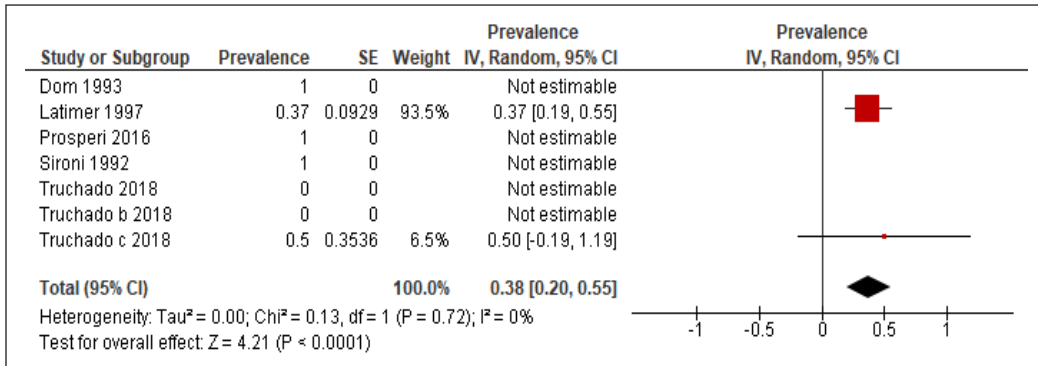 Prevalence Prevalence
Study or Subgroup Prevalence SE Weight IV, Random, 95% CI IV, Random, 95% CI
Dom 1993 1 0 Not estimable
Latimer 1997 0.37 0.0929 93.5% 0.37 [0.19, 0.55]
Prosperi 2016 1 0 Not estimable
Sironi 1992 1 0 Not estimable
Truchado 2018 0 0 Not estimable
Truchado b 2018 0 0 Not estimable
Truchado c 2018 0.5 0.3536 6.5% 0.50 [-0.19, 1.19]
Total (95% CI) 100.0% 0.38 [0.20, 0.55]
Heterogeneity: Tau² = 0.00; Chi² = 0.13, df = 1 (P = 0.72); I² = 0%
Test for overall effect: Z = 4.21 (P < 0.0001)
-1 -0.5 0 0.5 1